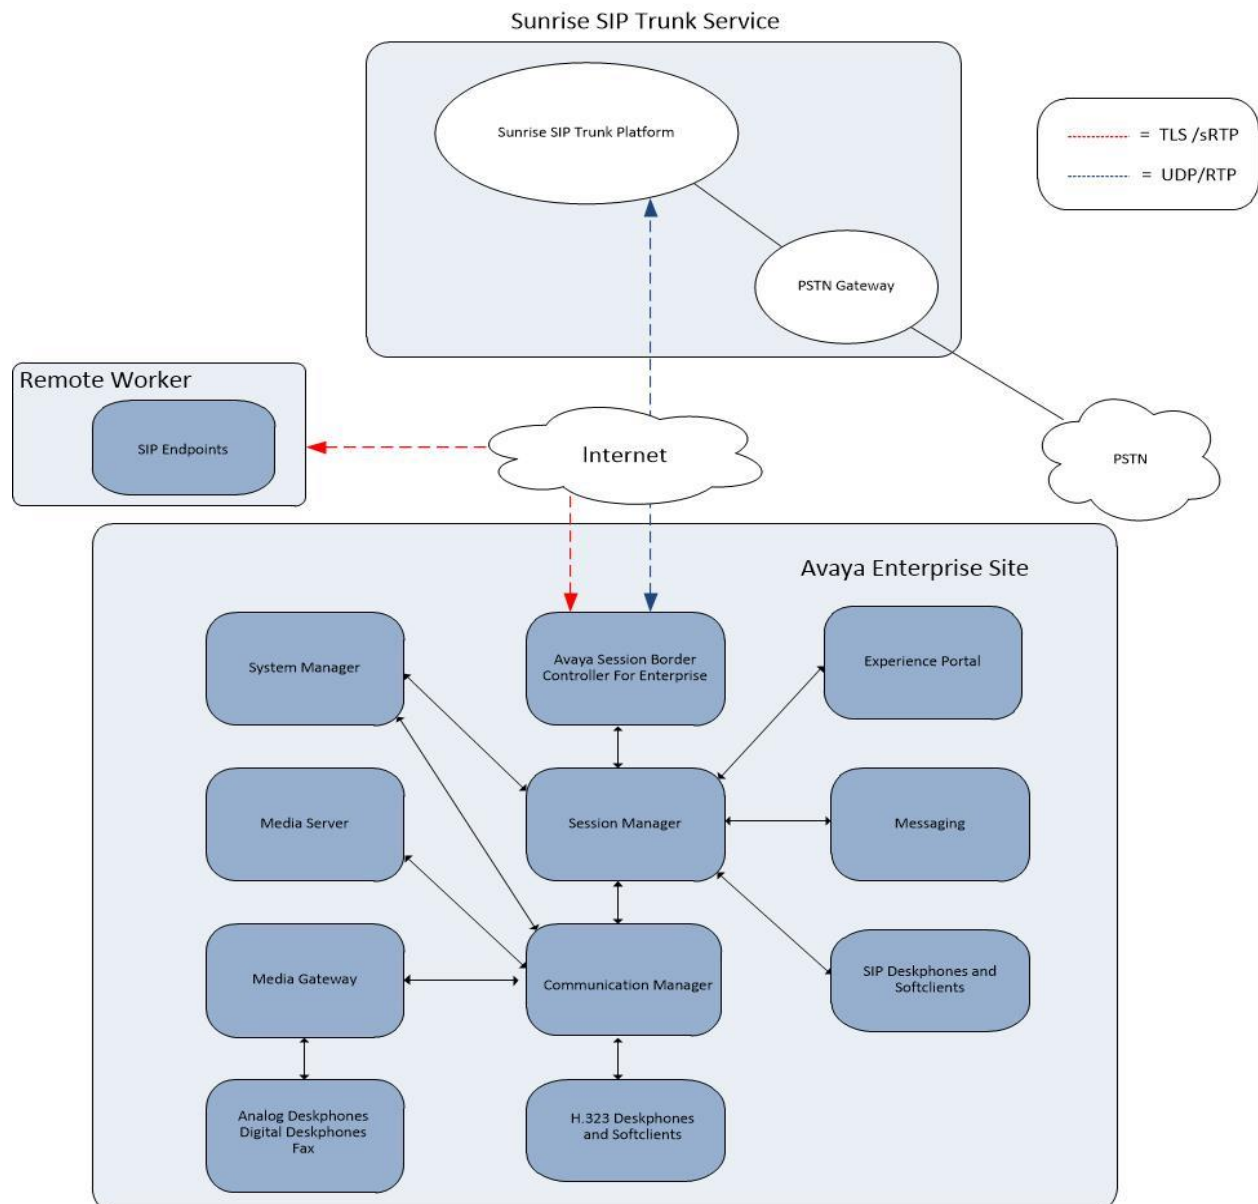 Sunrise SIP Trunk Service
Sunrise SIP Trunk Platform
= TLS /sRTP
= UDP/RTP
PSTN Gateway
Remote Worker
SIP Endpoints
Internet
PSTN
Avaya Enterprise Site
System Manager
Avaya Session Border
Controller For Enterprise
Experience Portal
Media Server
Session Manager
Messaging
Media Gateway
Communication Manager
SIP Deskphones and
Softclients
Analog Deskphones
Digital Deskphones
Fax
H.323 Deskphones
and Softclients